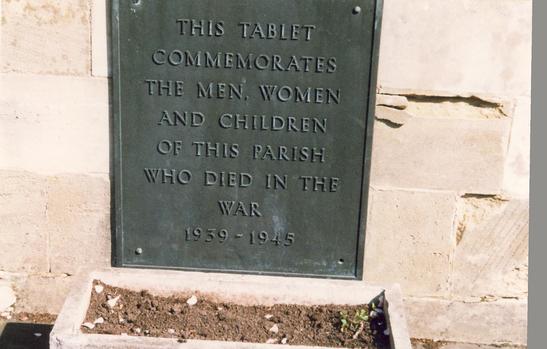 THIS TABLET
COMMEMORATES
THE MEN, WOMEN
AND CHILDREN
OF THIS PARISH
WHO DIED IN THE
WAR
1939-1945